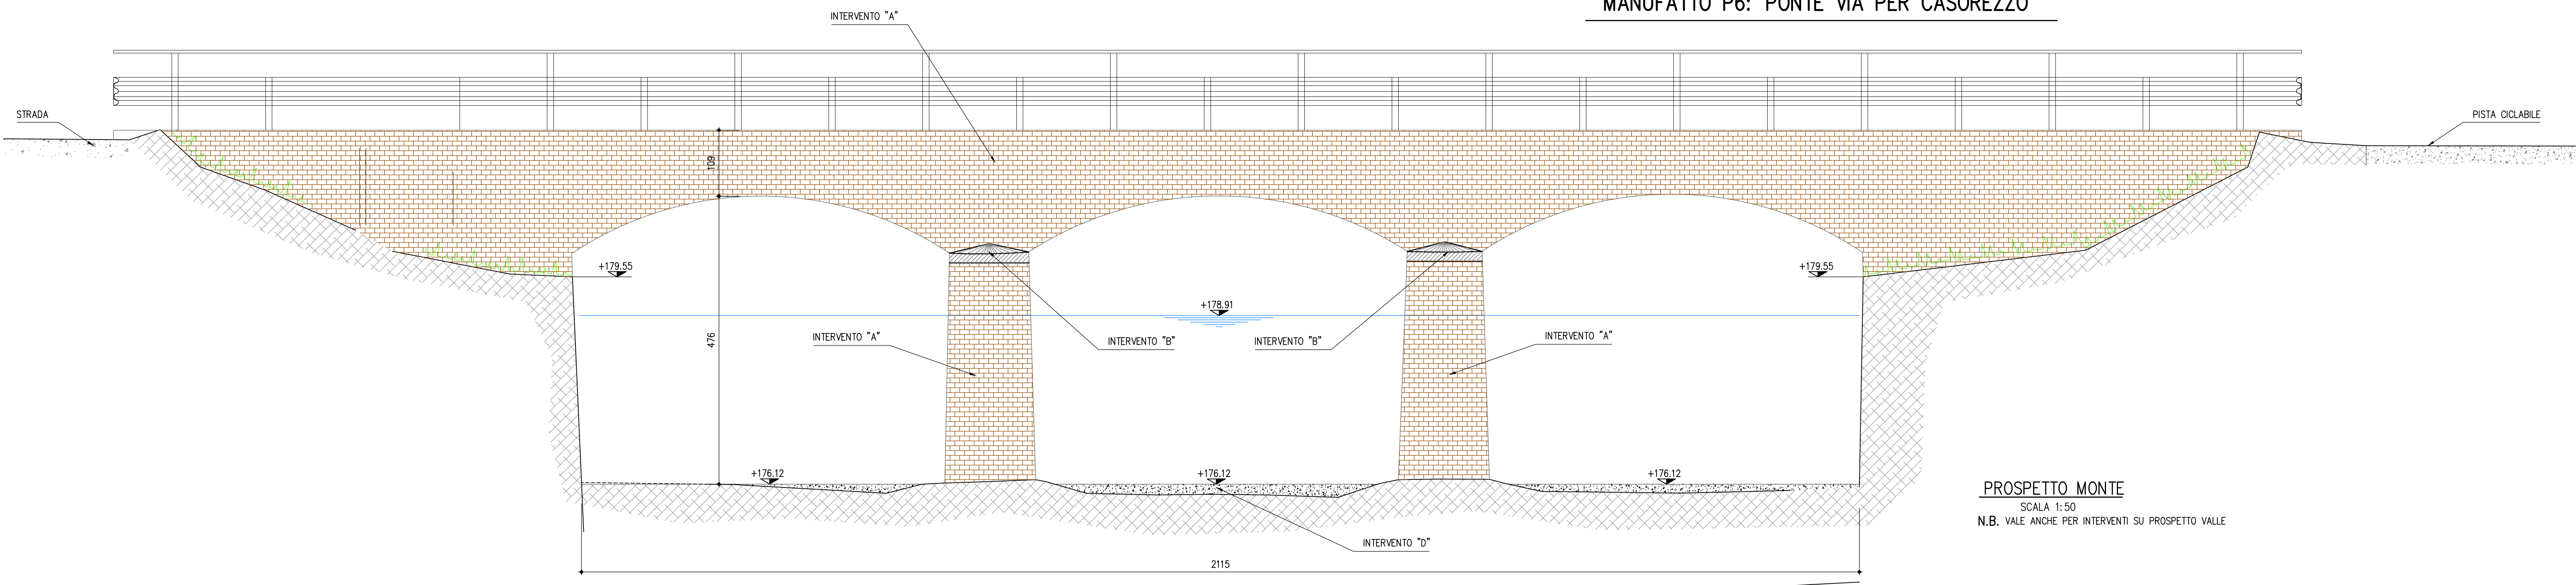 MANUFATTO P6: PONTE VIA PER CASOREZZO
INTERVENTO "A"
STRADA
PISTA CICLABILE
109
+179.55
+179.55
+178.91
476
INTERVENTO "A"
INTERVENTO "B"
INTERVENTO "B"
INTERVENTO "A"
+176.12
+176.12
+176.12
PROSPETTO MONTE
SCALA 1:50
N.B. VALE ANCHE PER INTERVENTI SU PROSPETTO VALLE
INTERVENTO "D"
2115